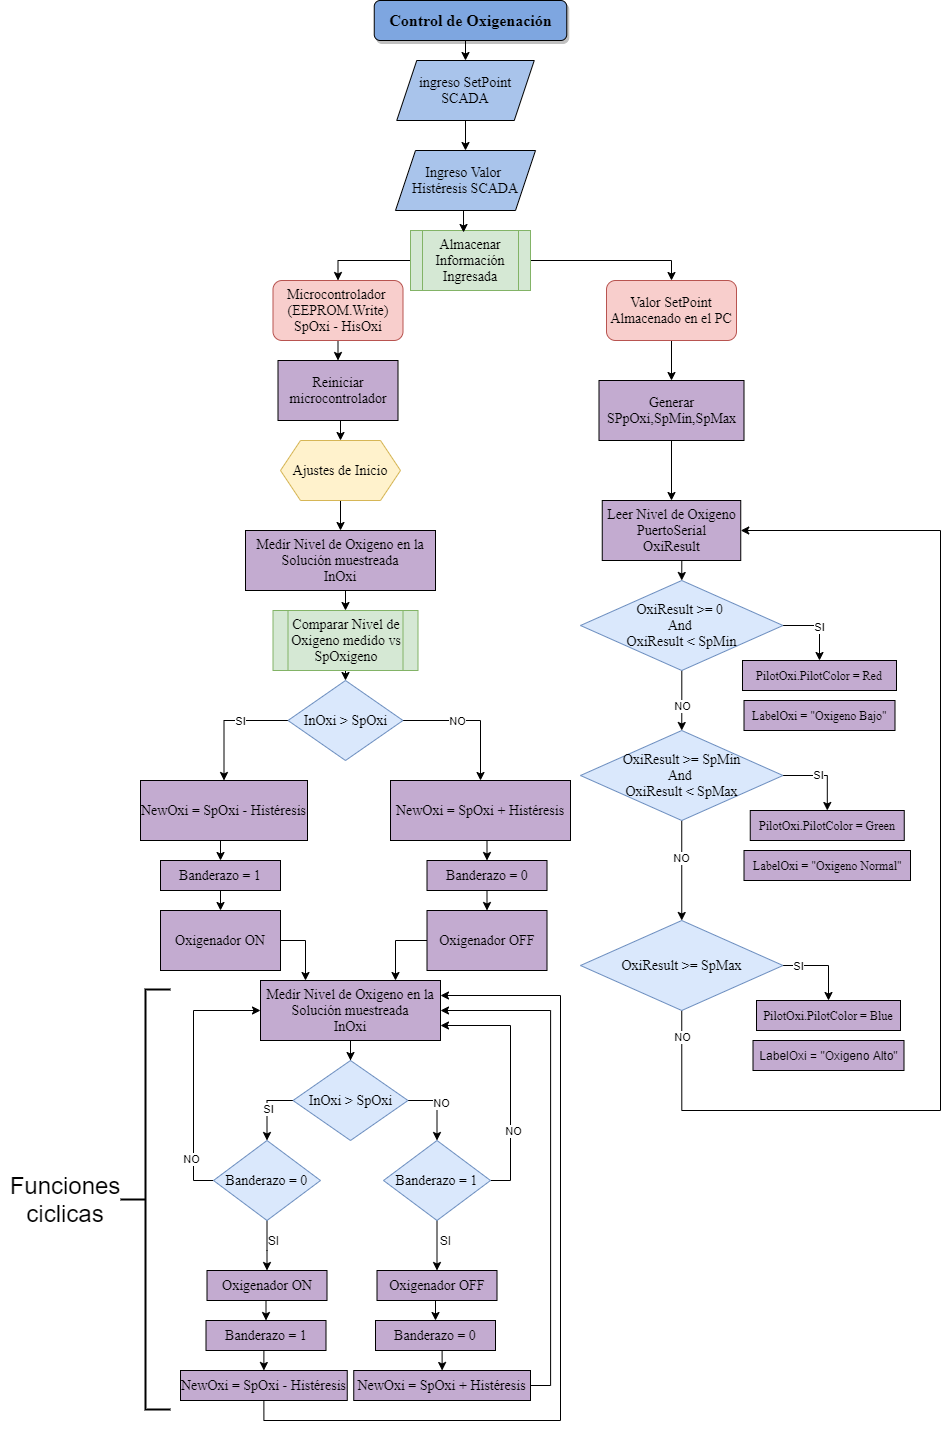 Control de Oxigenación
ingreso SetPoint
SCADA
Ingreso Valor
Histéresis SCADA
Almacenar
Información
Ingresada
Microcontrolador
(EEPROM.Write)
SpOxi - HisOxi
Reiniciar
microcontrolador
Ajustes de Inicio
Medir Nivel de Oxigeno en la
Solución muestreada
InOxi
Comparar Nivel de
Oxigeno medido vs
SpOxigeno
InOxi > SpOxi
SI
NO
NewOxi = SpOxi - Histéresis
NewOxi = SpOxi + Histéresis
Banderazo = 1
Banderazo = 0
Oxigenador ON
Oxigenador OFF
Medir Nivel de Oxigeno en la
Solución muestreada
InOxi
InOxi > SpOxi
SI
NO
NO
NO
Banderazo = 0
Banderazo = 1
Funciones
ciclicas
SI
SI
Oxigenador ON
Oxigenador OFF
Banderazo = 1
Banderazo = 0
NewOxi = SpOxi - Histéresis
NewOxi = SpOxi + Histéresis
Valor SetPoint
Almacenado en el PC
Generar
SPpOxi,SpMin,SpMax
Leer Nivel de Oxigeno
PuertoSerial
OxiResult
OxiResult >= 0
And
OxiResult < SpMin
SI
PilotOxi.PilotColor = Red
LabelOxi = "Oxigeno Bajo"
NO
OxiResult >= SpMin
And
OxiResult < SpMax
SI
PilotOxi.PilotColor = Green
LabelOxi = "Oxigeno Normal"
NO
OxiResult >= SpMax
SI
PilotOxi.PilotColor = Blue
LabelOxi = "Oxigeno Alto"
NO